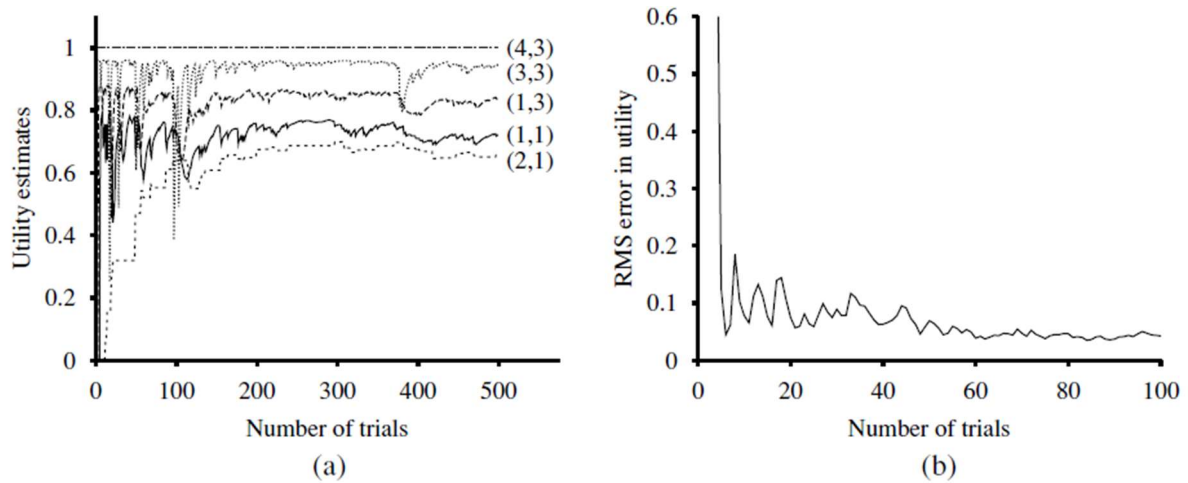 Utility estimates
1
0.8
0.6
0.4
0.2
0
0 100 200 300 400 500
Number of trials
(4,3)
(3,3)
(1,3)
(1,1)
(2,1)
(a)
RMS error in utility
0.6
0.5
0.4
0.3
0.2
0.1
0
0 20 40 60 80 100
Number of trials
(b)